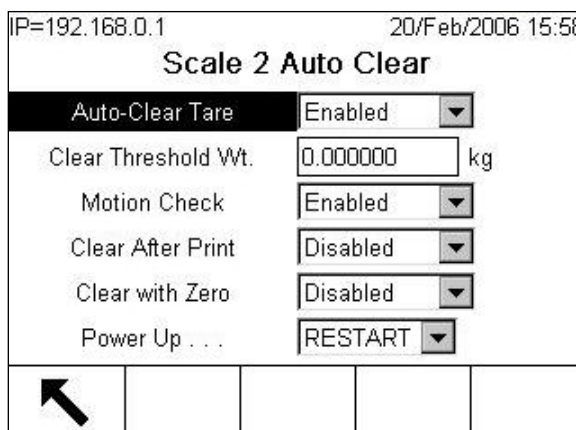 IP=192.168.0.1 20/Feb/2006 15:58
Scale 2 Auto Clear
Auto-Clear Tare Enabled
Clear Threshold Wt. 0.000000 kg
Motion Check Enabled
Clear After Print Disabled
Clear with Zero Disabled
Power Up . . . RESTART